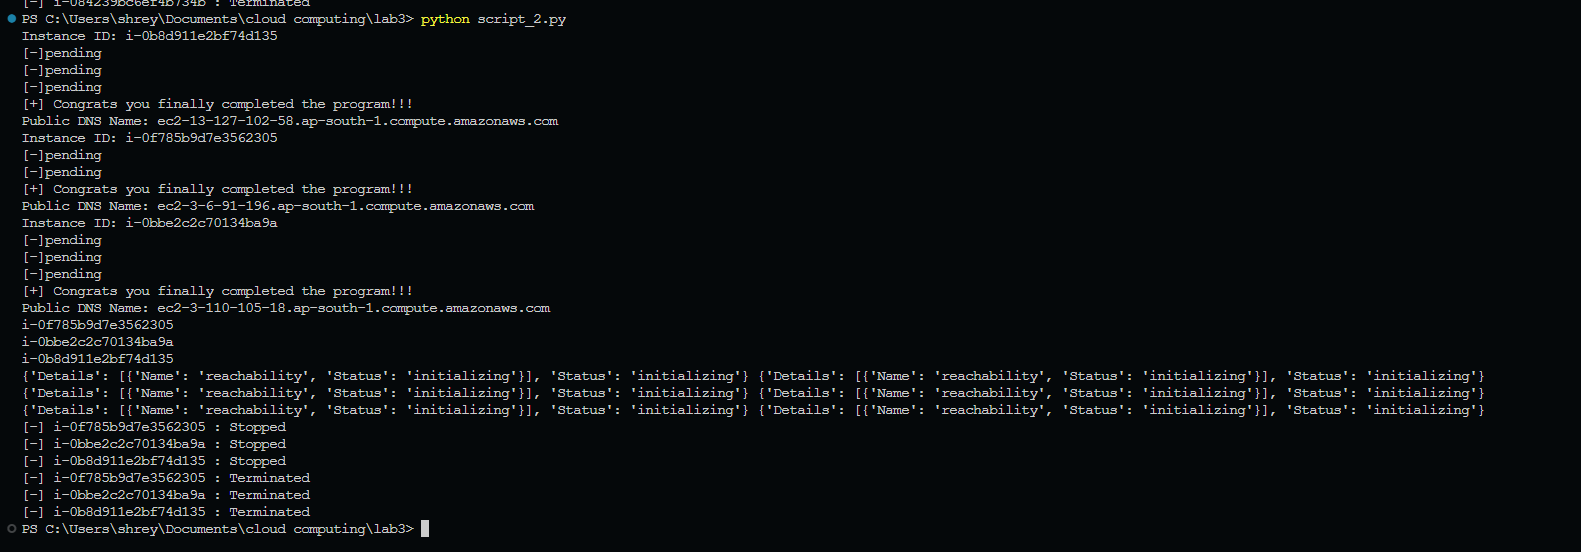 [-] i-084239bc6ef4b734b : Terminated
PS C:\Users\shrey\Documents\cloud computing\lab3> python script_2.py
Instance ID: i-0b8d911e2bf74d135
[-]pending
[-]pending
[-]pending
[+] Congrats you finally completed the program!!!
Public DNS Name: ec2-13-127-102-58.ap-south-1.compute.amazonaws.com
Instance ID: i-0f785b9d7e3562305
[-]pending
[-]pending
[+] Congrats you finally completed the program!!!
Public DNS Name: ec2-3-6-91-196.ap-south-1.compute.amazonaws.com
Instance ID: i-0bbe2c2c70134ba9a
[-]pending
[-]pending
[-]pending
[+] Congrats you finally completed the program!!!
Public DNS Name: ec2-3-110-105-18.ap-south-1.compute.amazonaws.com
i-0f785b9d7e3562305
i-0bbe2c2c70134ba9a
i-0b8d911e2bf74d135
{'Details': [{'Name': 'reachability', 'Status': 'initializing'}], 'Status': 'initializing'} {'Details': [{'Name': 'reachability', 'Status': 'initializing'}], 'Status': 'initializing'}
{'Details': [{'Name': 'reachability', 'Status': 'initializing'}], 'Status': 'initializing'} {'Details': [{'Name': 'reachability', 'Status': 'initializing'}], 'Status': 'initializing'}
{'Details': [{'Name': 'reachability', 'Status': 'initializing'}], 'Status': 'initializing'} {'Details': [{'Name': 'reachability', 'Status': 'initializing'}], 'Status': 'initializing'}
[-] i-0f785b9d7e3562305 : Stopped
[-] i-0bbe2c2c70134ba9a : Stopped
[-] i-0b8d911e2bf74d135 : Stopped
[-] i-0f785b9d7e3562305 : Terminated
[-] i-0bbe2c2c70134ba9a : Terminated
[-] i-0b8d911e2bf74d135 : Terminated
PS C:\Users\shrey\Documents\cloud computing\lab3>